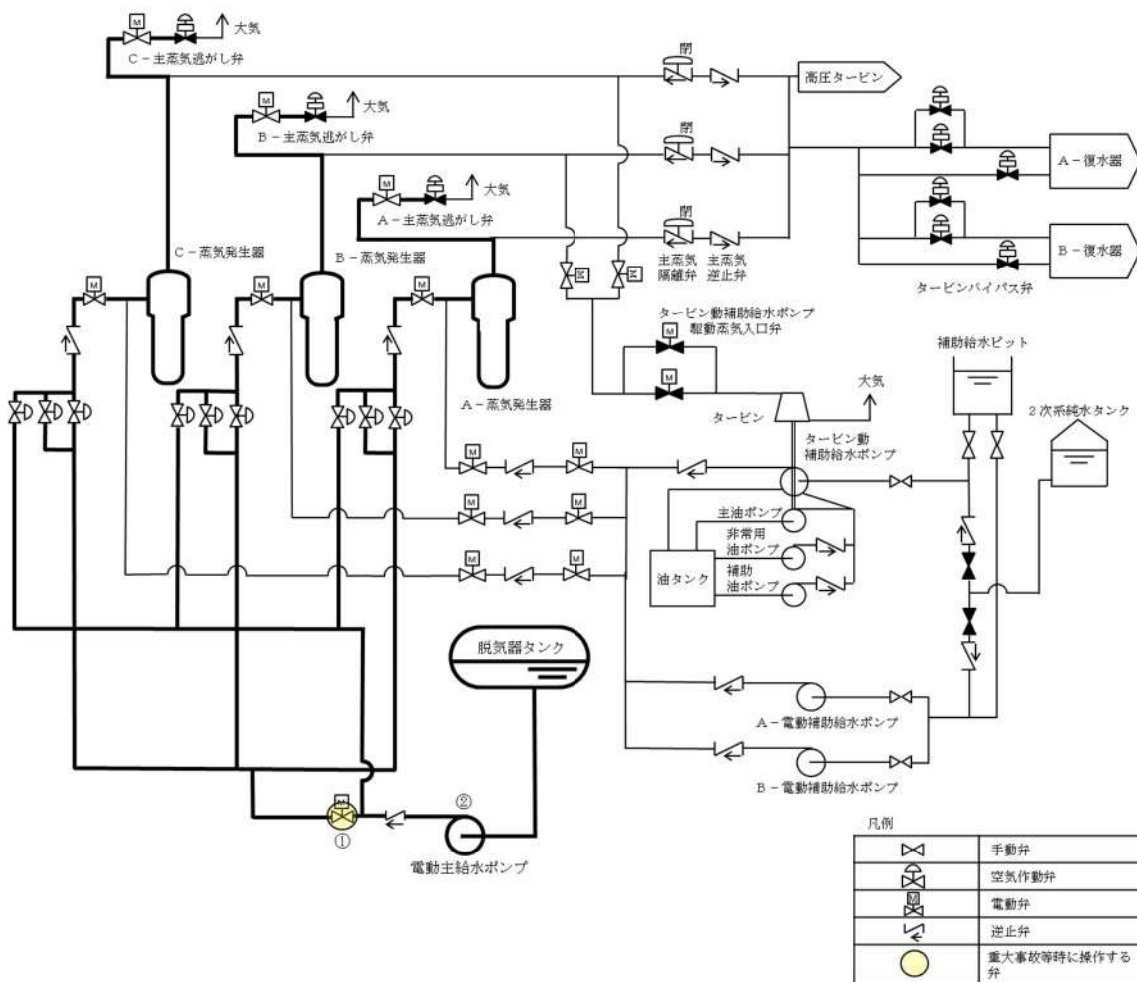 大気
C-主蒸気逃がし弁
大気
B-主蒸気逃がし弁
大気
A-主蒸気逃がし弁
閉
閉
閉
高圧タービン
A-復水器
B-復水器
主蒸気
隔離弁
主蒸気
逆止弁
タービンバイパス弁
C-蒸気発生器
B-蒸気発生器
A-蒸気発生器
タービン動補助給水ポンプ
駆動蒸気入口弁
タービン
大気
補助給水ピット
2次系純水タンク
タービン動
補助給水ポンプ
主油ポンプ
非常用
油ポンプ
補助
油ポンプ
油タンク
脱気器タンク
A-電動補助給水ポンプ
B-電動補助給水ポンプ
①
②
電動主給水ポンプ
凡例
手動弁
空気作動弁
M
電動弁
逆止弁
重大事故等時に操作する
弁